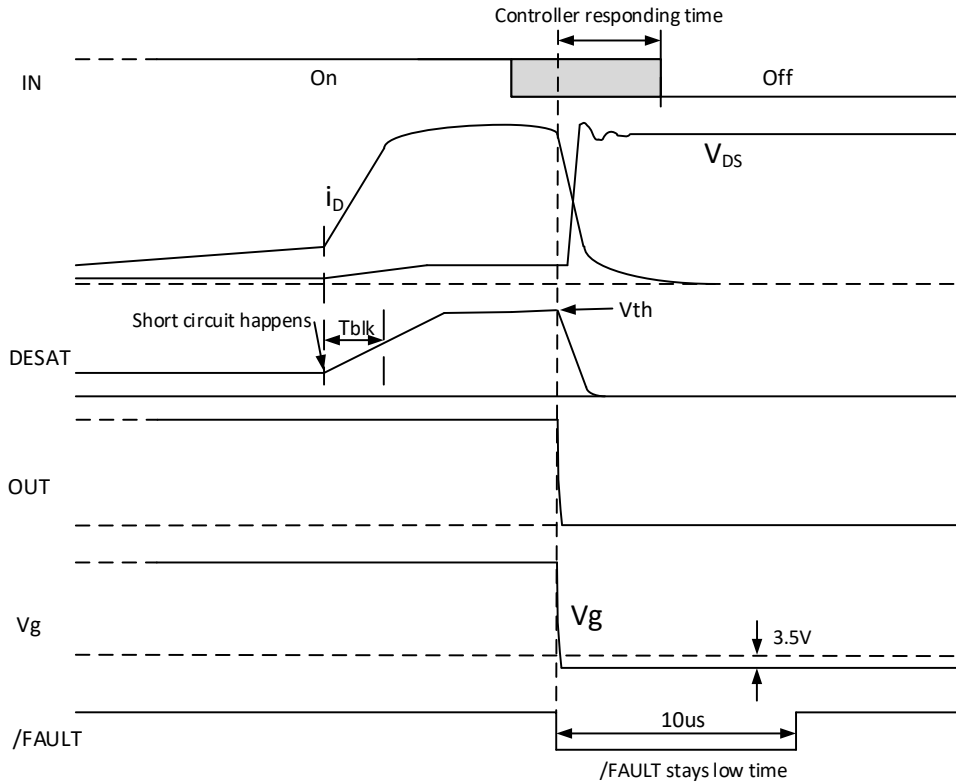 Controller responding time
IN
On
Off
V_DS
i_D
Short circuit happens
Tblk
Vth
DESAT
OUT
Vg
Vg
3.5V
/FAULT
10us
/FAULT stays low time